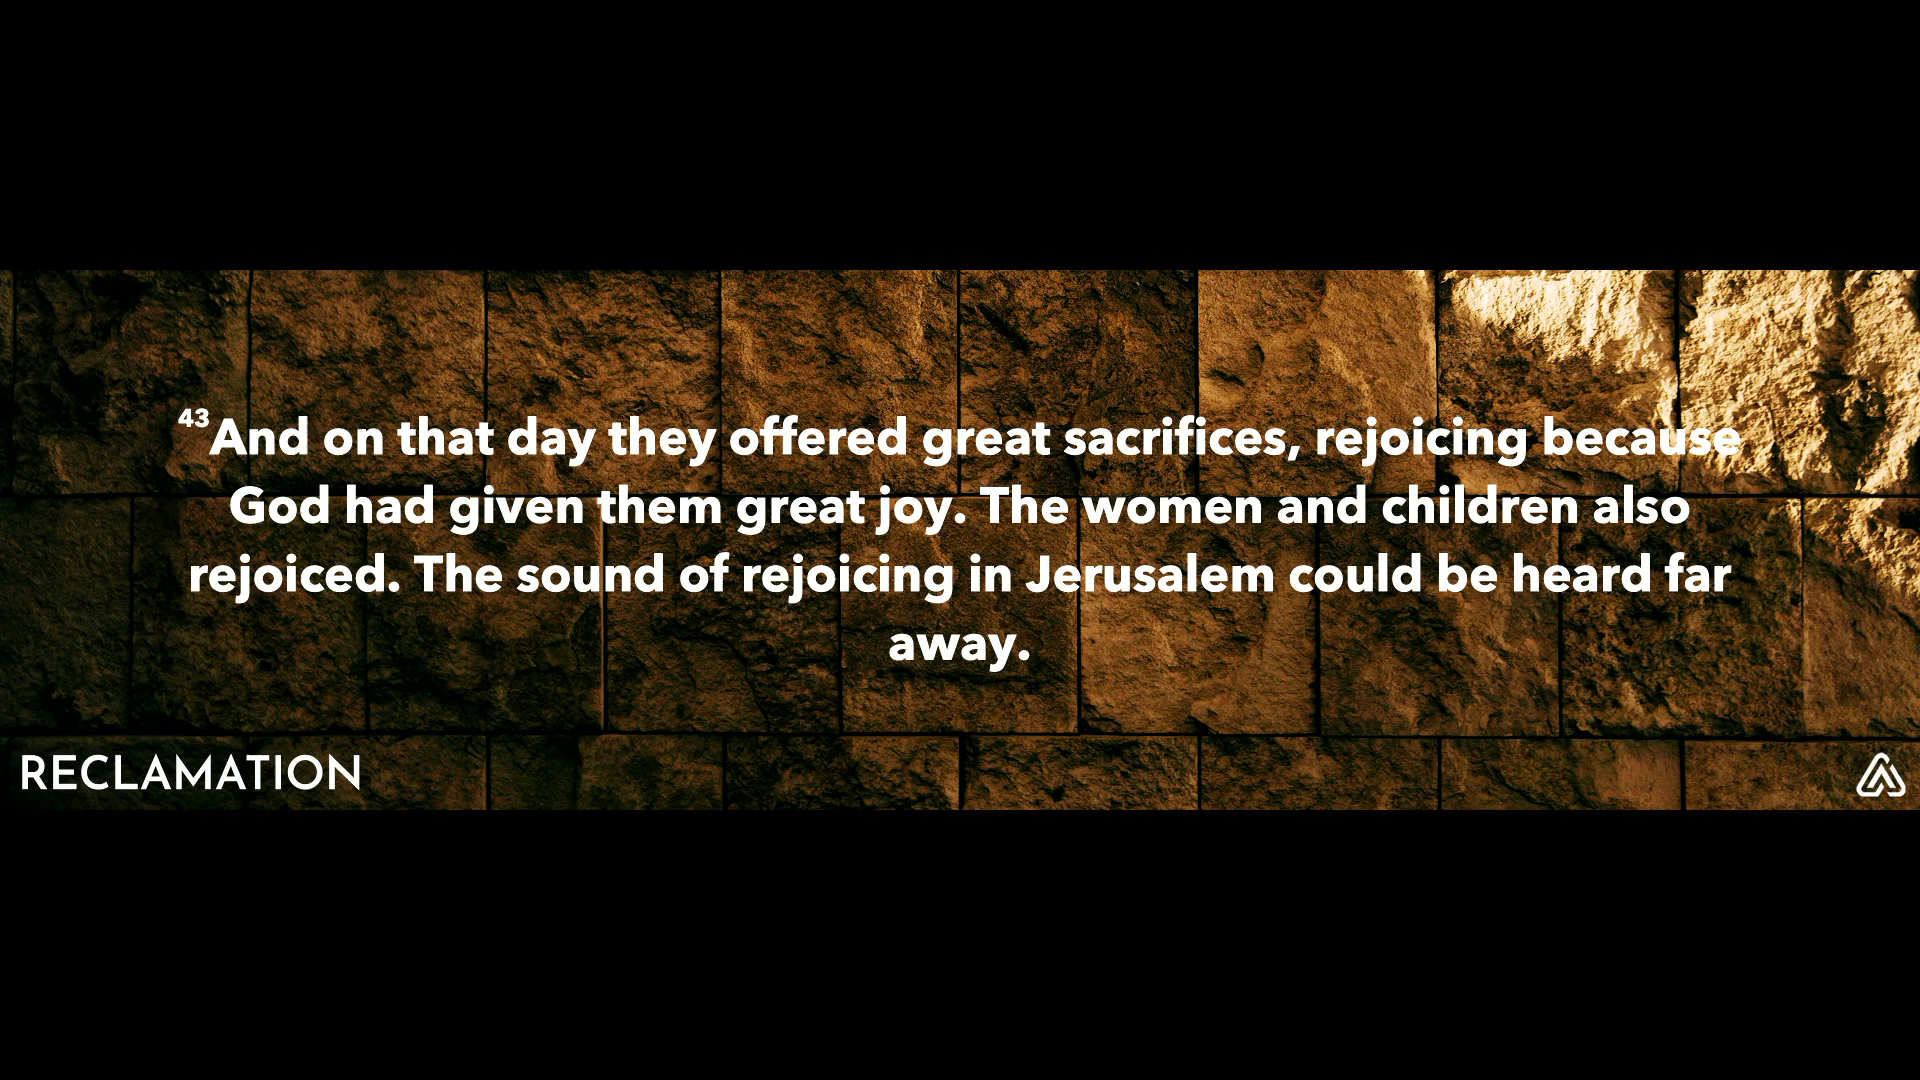 43And on that day they offered great sacrifices, rejoicing because
God had given them great joy. The women and children also
rejoiced. The sound of rejoicing in Jerusalem could be heard far
away.
RECLAMATION